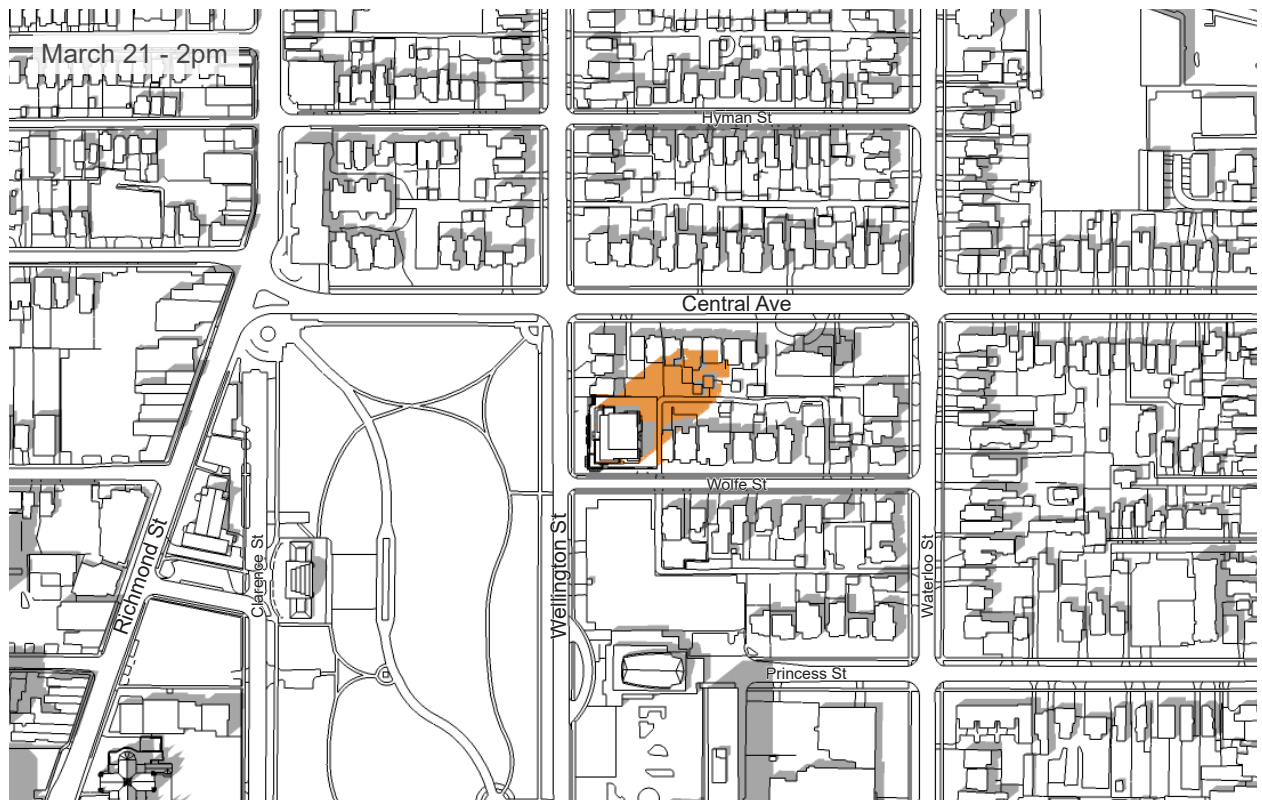 March 21 - 2pm
Hyman St
Central Ave
Wolfe St
Richmond St
Clarence St
Wellington St
Waterloo St
Princess St